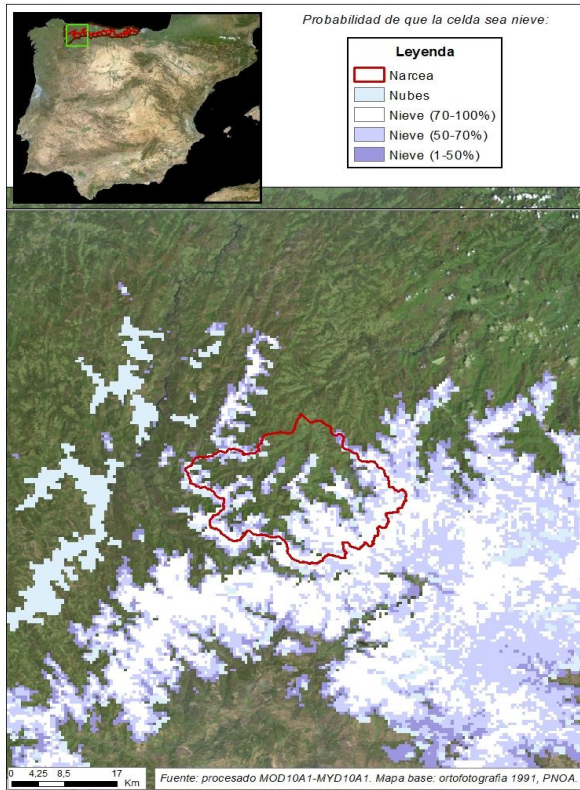 Probabilidad de que la celda sea nieve:
Leyenda
Narcea
Nubes
Nieve (70-100%)
Nieve (50-70%)
Nieve (1-50%)
0 4,25 8,5 17
Km
Fuente: procesado MOD10A1-MYD10A1. Mapa base: ortofotografia 1991, PNOA.